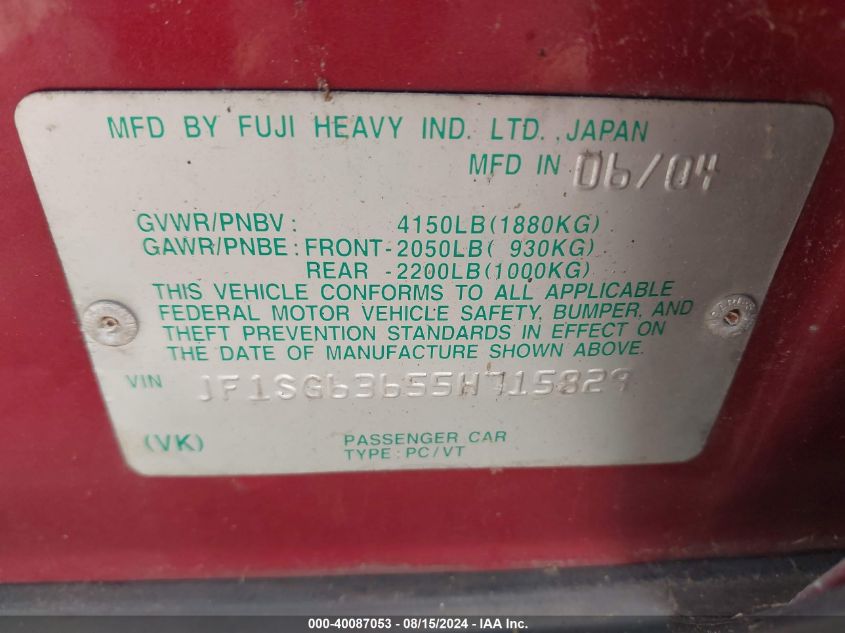 MFD BY FUJI HEAVY IND. LTD. JAPAN
MFD IN 06/04
GVWR/PNBV: 4150LB(1880KG)
GAWR/PNBE: FRONT-2050LB( 930KG)
REAR -2200LB(1000KG)
THIS VEHICLE CONFORMS TO ALL APPLICABLE
FEDERAL MOTOR VEHICLE SAFETY, BUMPER, AND
THEFT PREVENTION STANDARDS IN EFFECT ON
THE DATE OF MANUFACTURE SHOWN ABOVE.
VIN JF1SG63655H715829
(VK) PASSENGER CAR
TYPE: PC/VT
000-40087053 - 08/15/2024 - IAA Inc.